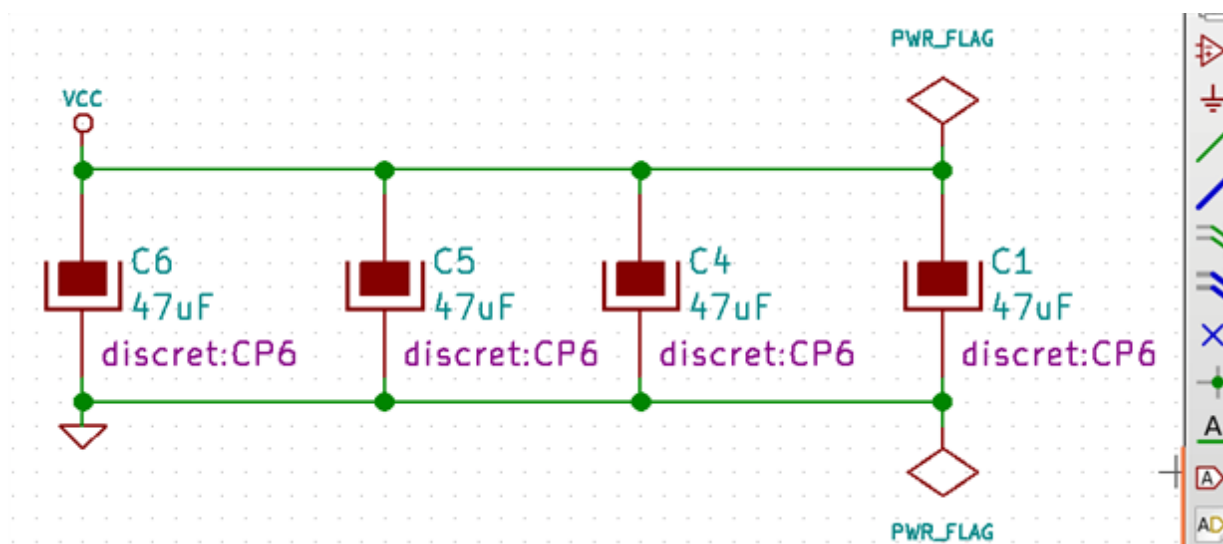 PWR_FLAG
VCC
C6
47uF
discret:CP6
C5
47uF
discret:CP6
C4
47uF
discret:CP6
C1
47uF
discret:CP6
PWR_FLAG
A
A
AD